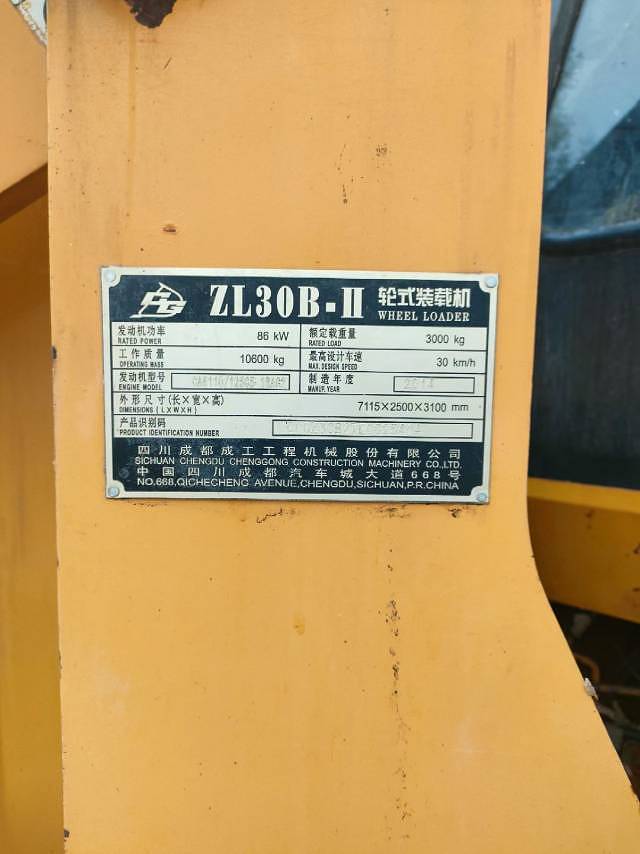 ZL30B-II 轮式装载机
WHEEL LOADER
发动机功率 86 kW 额定载重量 3000 kg
RATED POWER RATED LOAD
工作质量 10600 kg 最高设计车速 30 km/h
OPERATING MASS MAX. DESIGN SPEED
发动机型号 制造年度
ENGINE MODEL MANUF. YEAR
外形尺寸(长×宽×高) 7115×2500×3100 mm
DIMENSIONS (L×W×H)
产品识别码
PRODUCT IDENTIFICATION NUMBER
四川成都成工工程机械股份有限公司
SICHUAN CHENGDU CHENGGONG CONSTRUCTION MACHINERY CO.,LTD.
中国四川成都汽车城大道668号
NO.668,QICHECHENG AVENUE,CHENGDU,SICHUAN,P.R.CHINA